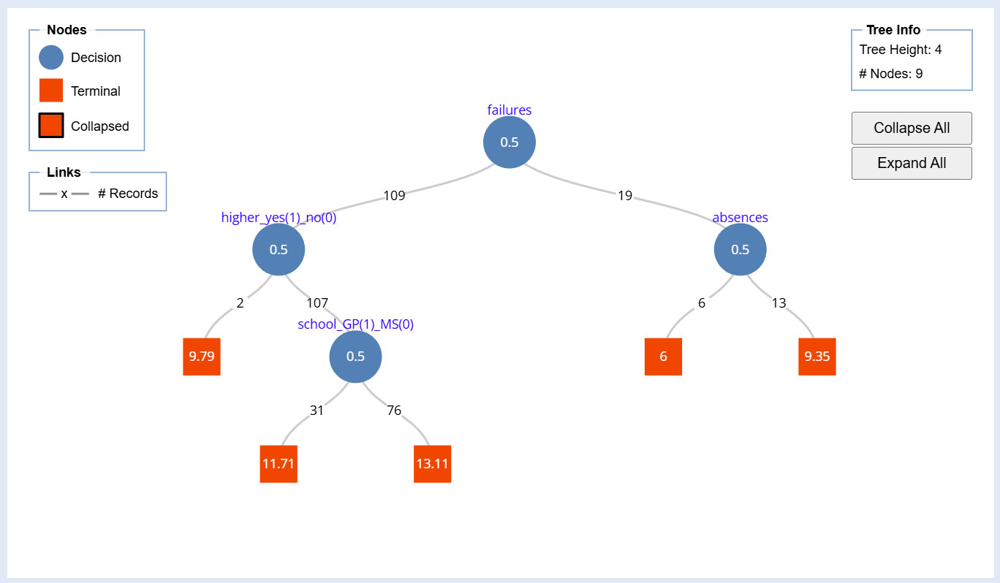 Nodes
Decision
Terminal
Collapsed
Links
x # Records
Tree Info
Tree Height: 4
# Nodes: 9
Collapse All
Expand All
failures
0.5
109 19
higher_yes(1)_no(0) absences
0.5 0.5
2 107 6 13
school_GP(1)_MS(0)
9.79 0.5 6 9.35
31 76
11.71 13.11